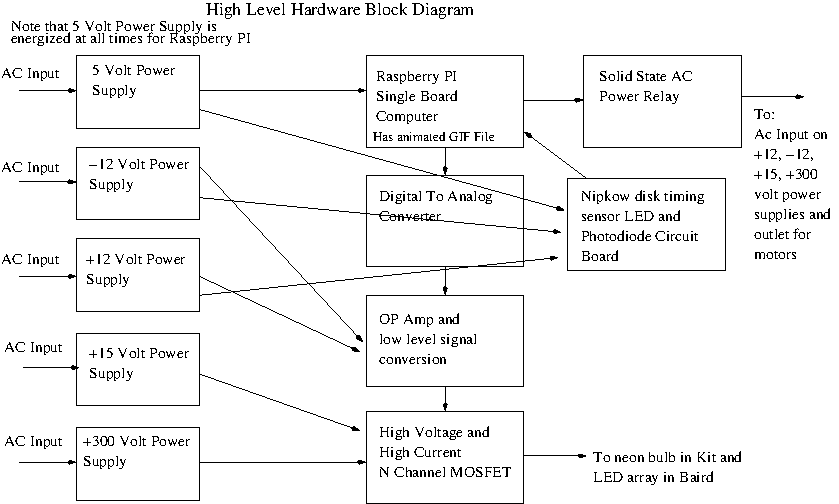 High Level Hardware Block Diagram
Note that 5 Volt Power Supply is
energized at all times for Raspberry PI
AC Input
5 Volt Power
Supply
Raspberry PI
Single Board
Computer
Has animated GIF File
Solid State AC
Power Relay
To:
Ac Input on
+12, −12,
+15, +300
volt power
supplies and
outlet for
motors
AC Input
−12 Volt Power
Supply
Digital To Analog
Converter
Nipkow disk timing
sensor LED and
Photodiode Circuit
Board
AC Input
+12 Volt Power
Supply
OP Amp and
low level signal
conversion
AC Input
+15 Volt Power
Supply
AC Input
+300 Volt Power
Supply
High Voltage and
High Current
N Channel MOSFET
To neon bulb in Kit and
LED array in Baird